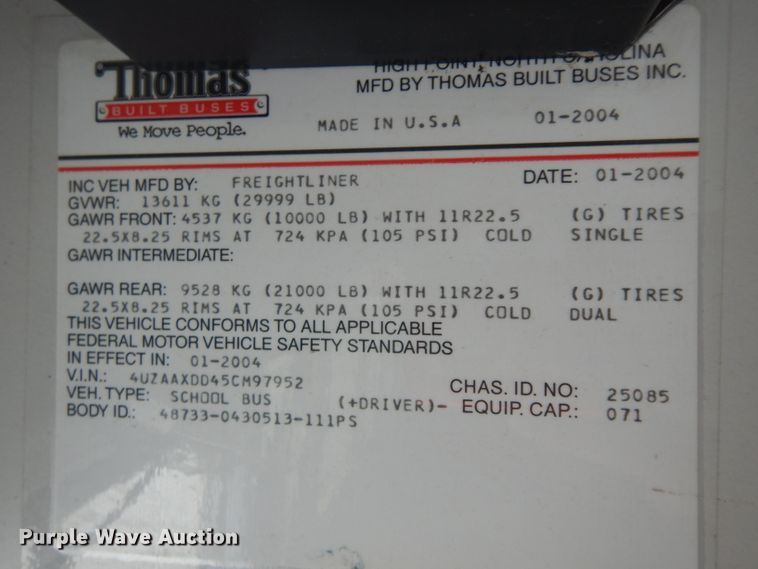 Thomas
BUILT BUSES
We Move People.
HIGH POINT, NORTH CAROLINA
MFD BY THOMAS BUILT BUSES INC.
MADE IN U.S.A 01-2004
INC VEH MFD BY: FREIGHTLINER DATE: 01-2004
GVWR: 13611 KG (29999 LB)
GAWR FRONT: 4537 KG (10000 LB) WITH 11R22.5 (G) TIRES
22.5X8.25 RIMS AT 724 KPA (105 PSI) COLD SINGLE
GAWR INTERMEDIATE:
GAWR REAR: 9528 KG (21000 LB) WITH 11R22.5 (G) TIRES
22.5X8.25 RIMS AT 724 KPA (105 PSI) COLD DUAL
THIS VEHICLE CONFORMS TO ALL APPLICABLE
FEDERAL MOTOR VEHICLE SAFETY STANDARDS
IN EFFECT IN: 01-2004
V.I.N.: 4UZAAXDD45CM97952 CHAS. ID. NO: 25085
VEH. TYPE: SCHOOL BUS (+DRIVER)- EQUIP. CAP.: 071
BODY ID.: 48733-0430513-111PS
Purple Wave Auction
Purple Wave Auction